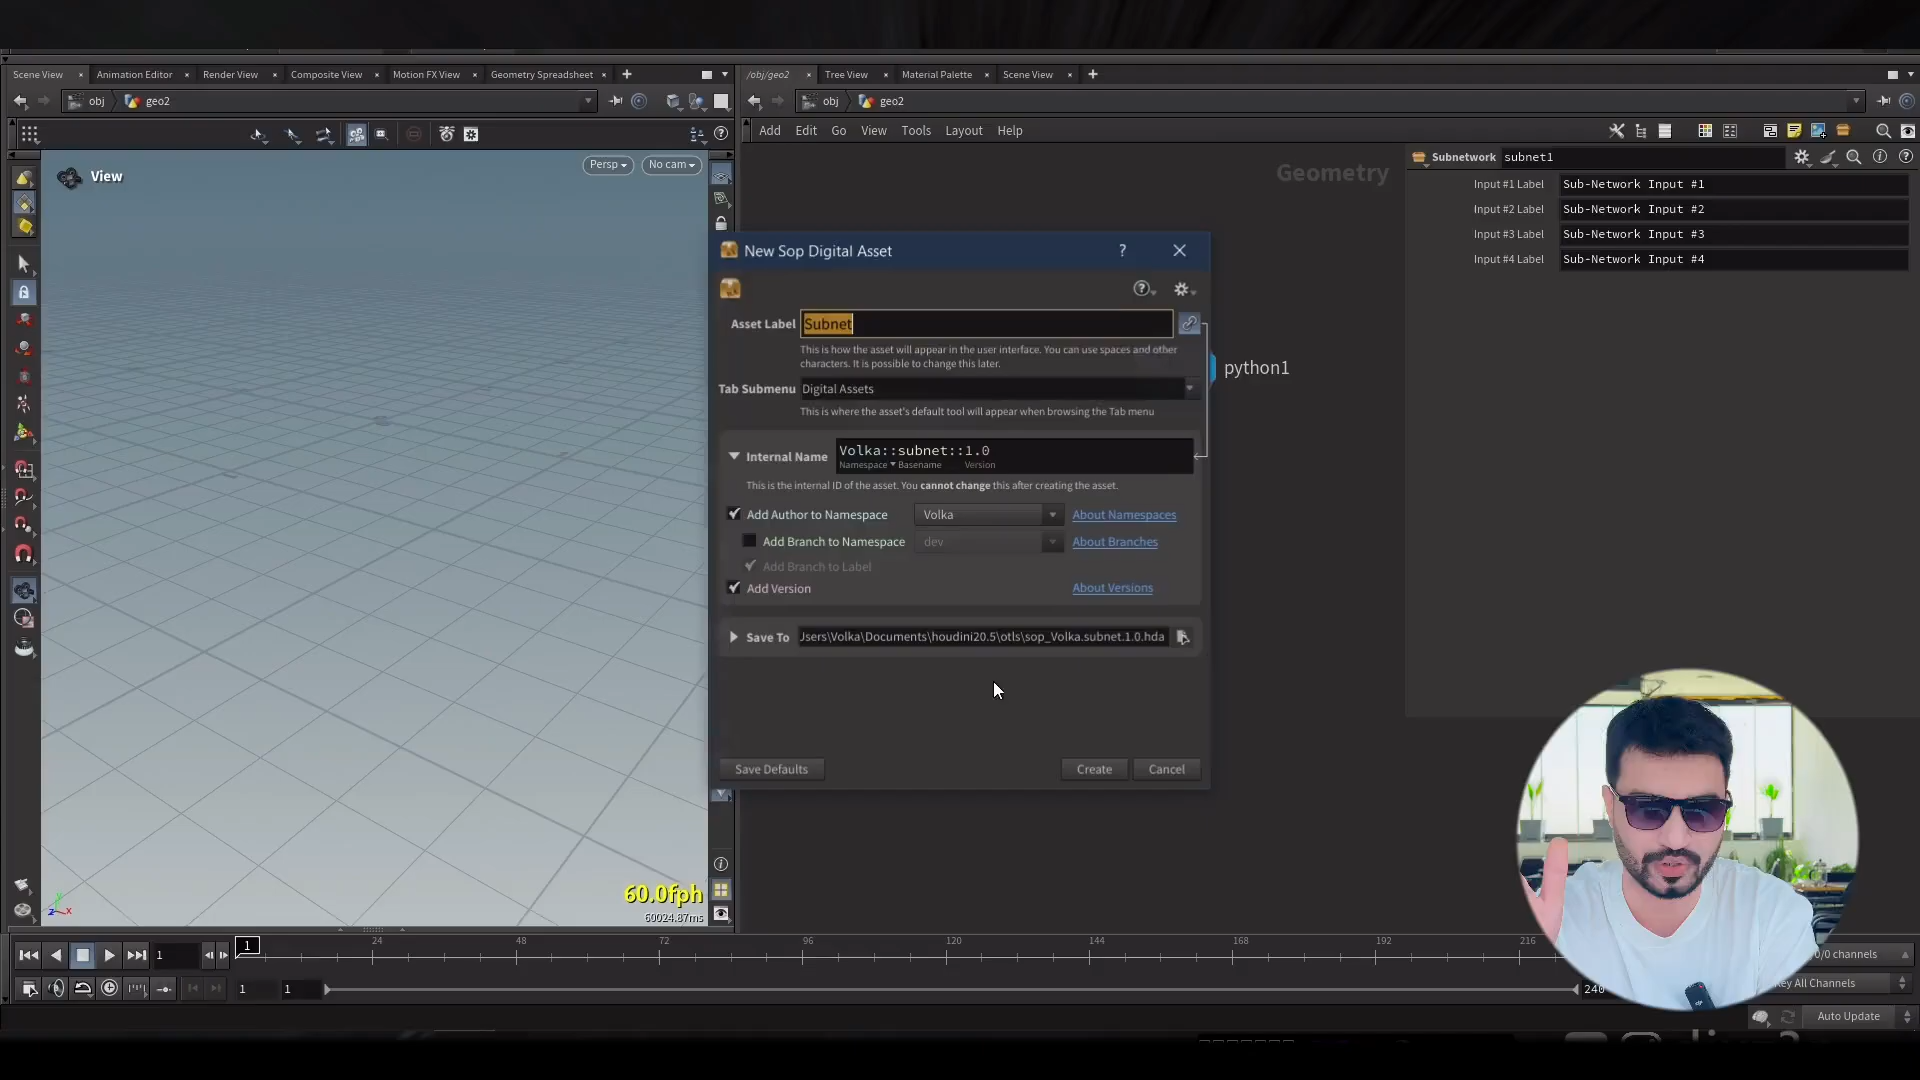 Scene View
Animation Editor
Render View
Composite View
Motion FX View
Geometry Spreadsheet
/obj/geo2
Tree View
Material Palette
Scene View
obj
geo2
obj
geo2
Add
Edit
Go
View
Tools
Layout
Help
View
Persp
No cam
Geometry
Subnetwork
subnet1
Input #1 Label
Sub-Network Input #1
Input #2 Label
Sub-Network Input #2
Input #3 Label
Sub-Network Input #3
Input #4 Label
Sub-Network Input #4
New Sop Digital Asset
Asset Label
Subnet
This is how the asset will appear in the user interface. You can use spaces and other
characters. It is possible to change this later.
Tab Submenu
Digital Assets
This is where the asset's default tool will appear when browsing the Tab menu
Internal Name
Volka::subnet::1.0
Namespace
Basename
Version
This is the internal ID of the asset. You cannot change this after creating the asset.
Add Author to Namespace
Volka
About Namespaces
Add Branch to Namespace
dev
About Branches
Add Branch to Label
Add Version
About Versions
Save To
Users\Volka\Documents\houdini20.5\otls\sop_Volka.subnet.1.0.hda
Save Defaults
Create
Cancel
python1
60.0fph
60024.87ms
1
1
24
48
72
96
120
144
168
192
216
0/0 channels
1
1
240
Key All Channels
Auto Update